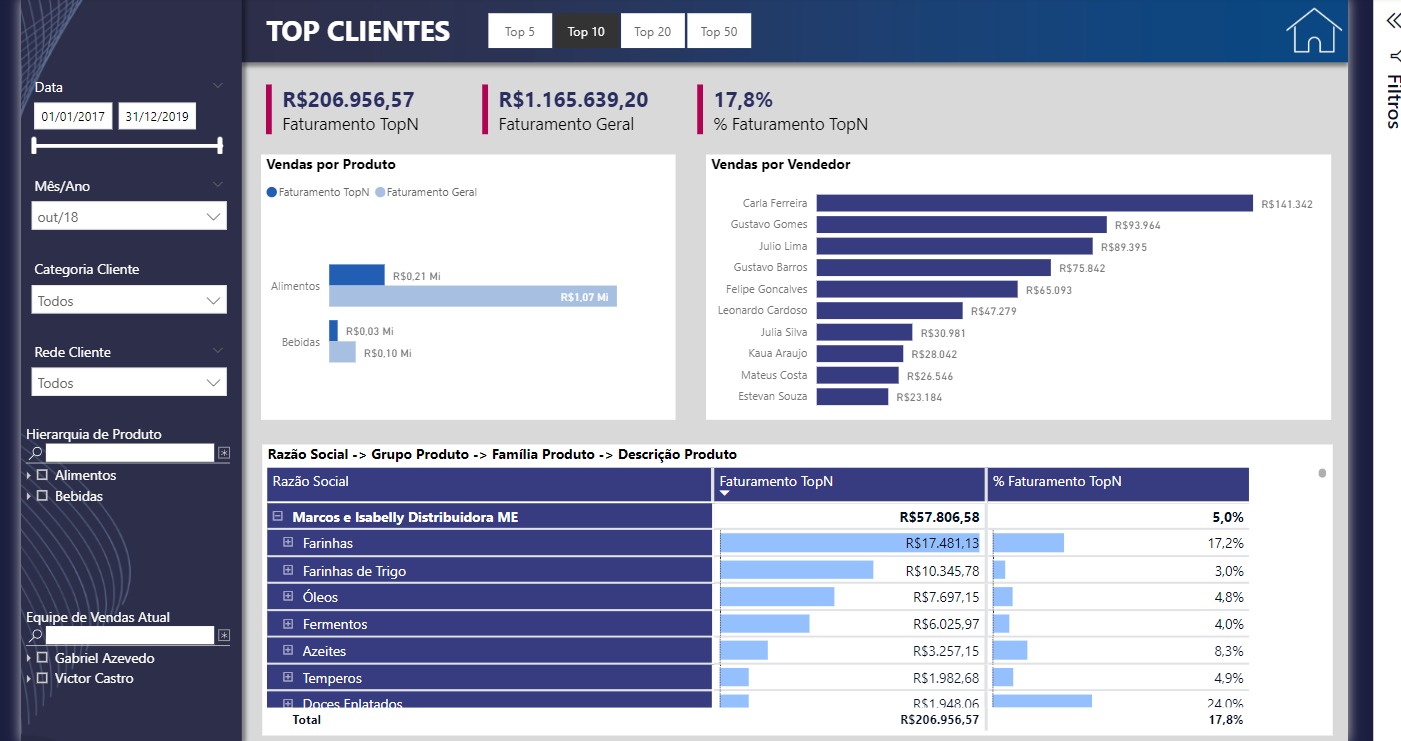 TOP CLIENTES
Top 5
Top 10
Top 20
Top 50
Filtros
Data
01/01/2017
31/12/2019
Mês/Ano
out/18
Categoria Cliente
Todos
Rede Cliente
Todos
Hierarquia de Produto
Alimentos
Bebidas
Equipe de Vendas Atual
Gabriel Azevedo
Victor Castro
R$206.956,57
Faturamento TopN
R$1.165.639,20
Faturamento Geral
17,8%
% Faturamento TopN
Vendas por Produto
Faturamento TopN Faturamento Geral
Alimentos
R$0,21 Mi
R$1,07 Mi
Bebidas
R$0,03 Mi
R$0,10 Mi
Vendas por Vendedor
Carla Ferreira R$141.342
Gustavo Gomes R$93.964
Julio Lima R$89.395
Gustavo Barros R$75.842
Felipe Goncalves R$65.093
Leonardo Cardoso R$47.279
Julia Silva R$30.981
Kaua Araujo R$28.042
Mateus Costa R$26.546
Estevan Souza R$23.184
Razão Social -> Grupo Produto -> Família Produto -> Descrição Produto
Razão Social Faturamento TopN % Faturamento TopN
Marcos e Isabelly Distribuidora ME R$57.806,58 5,0%
Farinhas R$17.481,13 17,2%
Farinhas de Trigo R$10.345,78 3,0%
Óleos R$7.697,15 4,8%
Fermentos R$6.025,97 4,0%
Azeites R$3.257,15 8,3%
Temperos R$1.982,68 4,9%
Doces Enlatados R$1.948,06 24,0%
Total R$206.956,57 17,8%